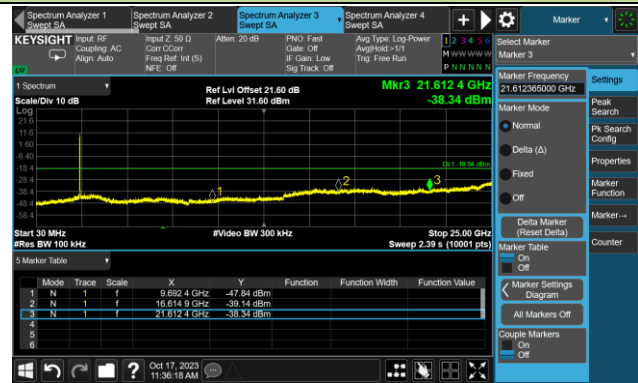 Spectrum Analyzer 1
Swept SA
Spectrum Analyzer 2
Swept SA
Spectrum Analyzer 3
Swept SA
Spectrum Analyzer 4
Swept SA
+
Marker
KEYSIGHT
Input: RF
Coupling: AC
Align: Auto
Input Z: 50 Ω
Corr CCorr
Freq Ref: Int (S)
NFE: Off
Atten: 20 dB
PNO: Fast
Gate: Off
IF Gain: Low
Sig Track: Off
Avg Type: Log-Power
Avg|Hold:>1/1
Trig: Free Run
1 2 3 4 5 6
M W W W W W
P N N N N N
Select Marker
Marker 3
LW
1 Spectrum
Scale/Div 10 dB
Log
Ref Lvl Offset 21.60 dB
Ref Level 31.60 dBm
Mkr3 21.612 4 GHz
-38.34 dBm
21.6
11.6
1.60
-8.40
-18.4
-28.4
-38.4
-48.4
-58.4
DL1 -18.94 dBm
1
2
3
Start 30 MHz
#Res BW 100 kHz
#Video BW 300 kHz
Stop 25.00 GHz
Sweep 2.39 s (10001 pts)
5 Marker Table
Mode Trace Scale X Y Function Function Width Function Value
1 N 1 f 9.692 4 GHz -47.84 dBm
2 N 1 f 16.614 9 GHz -39.14 dBm
3 N 1 f 21.612 4 GHz -38.34 dBm
4
5
6
Marker Frequency
21.612365000 GHz
Marker Mode
Normal
Delta (Δ)
Fixed
Off
Delta Marker
(Reset Delta)
Marker Table
On
Off
Marker Settings
Diagram
All Markers Off
Couple Markers
On
Off
Settings
Peak
Search
Pk Search
Config
Properties
Marker
Function
Marker→
Counter
?
Oct 17, 2023
11:36:18 AM